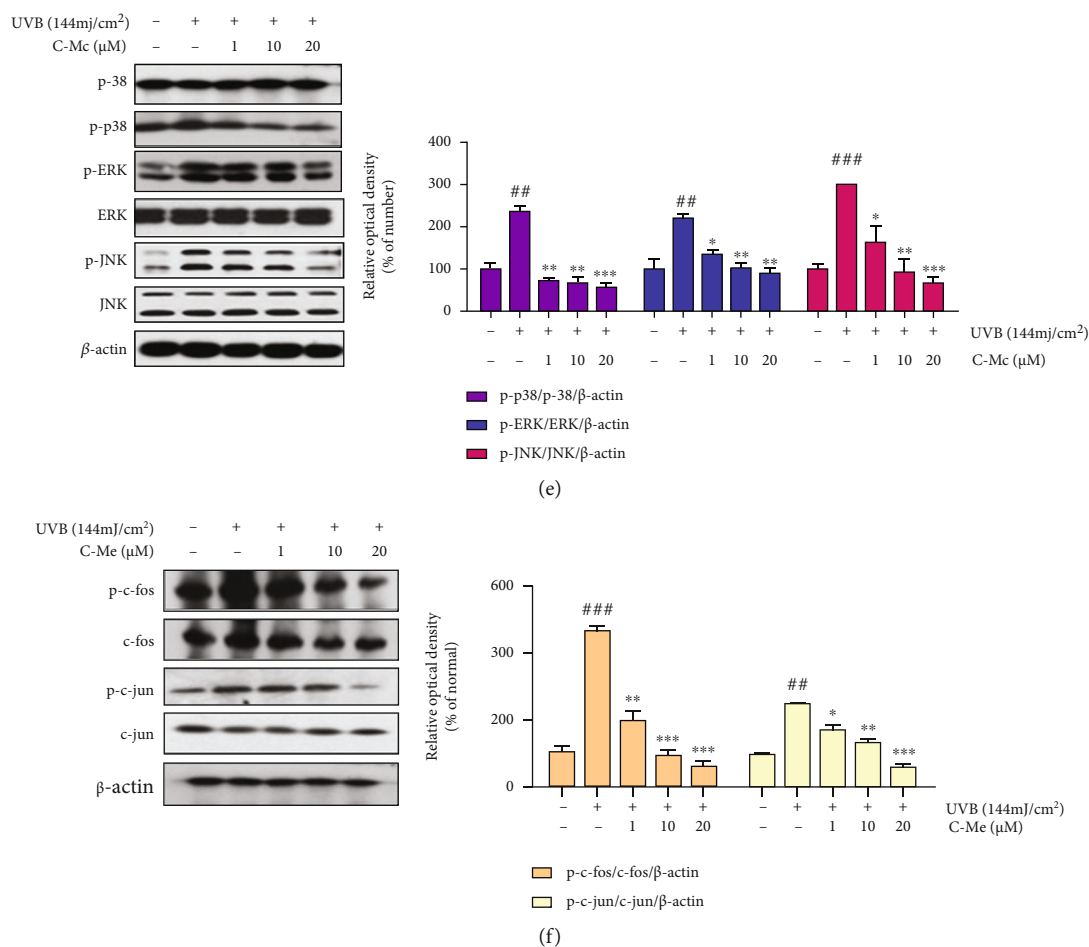 UVB (144mj/cm2) – + + + +
C-Mc (μM) – – 1 10 20
p-38
p-p38
p-ERK
ERK
p-JNK
JNK
β-actin
Relative optical density
(% of number)
400
300
200
100
0
## ** ** *** ## * ** ** ### * ** ***
– + + + + – + + + + – + + + + UVB (144mj/cm2)
– – 1 10 20 – – 1 10 20 – – 1 10 20 C-Mc (μM)
p-p38/p-38/β-actin
p-ERK/ERK/β-actin
p-JNK/JNK/β-actin
(e)
UVB (144mJ/cm2) – + + + +
C-Me (μM) – – 1 10 20
p-c-fos
c-fos
p-c-jun
c-jun
β-actin
Relative optical density
(% of normal)
600
300
200
0
### ** *** *** ## * ** ***
– + + + + – + + + + UVB (144mJ/cm2)
– – 1 10 20 – – 1 10 20 C-Me (μM)
p-c-fos/c-fos/β-actin
p-c-jun/c-jun/β-actin
(f)